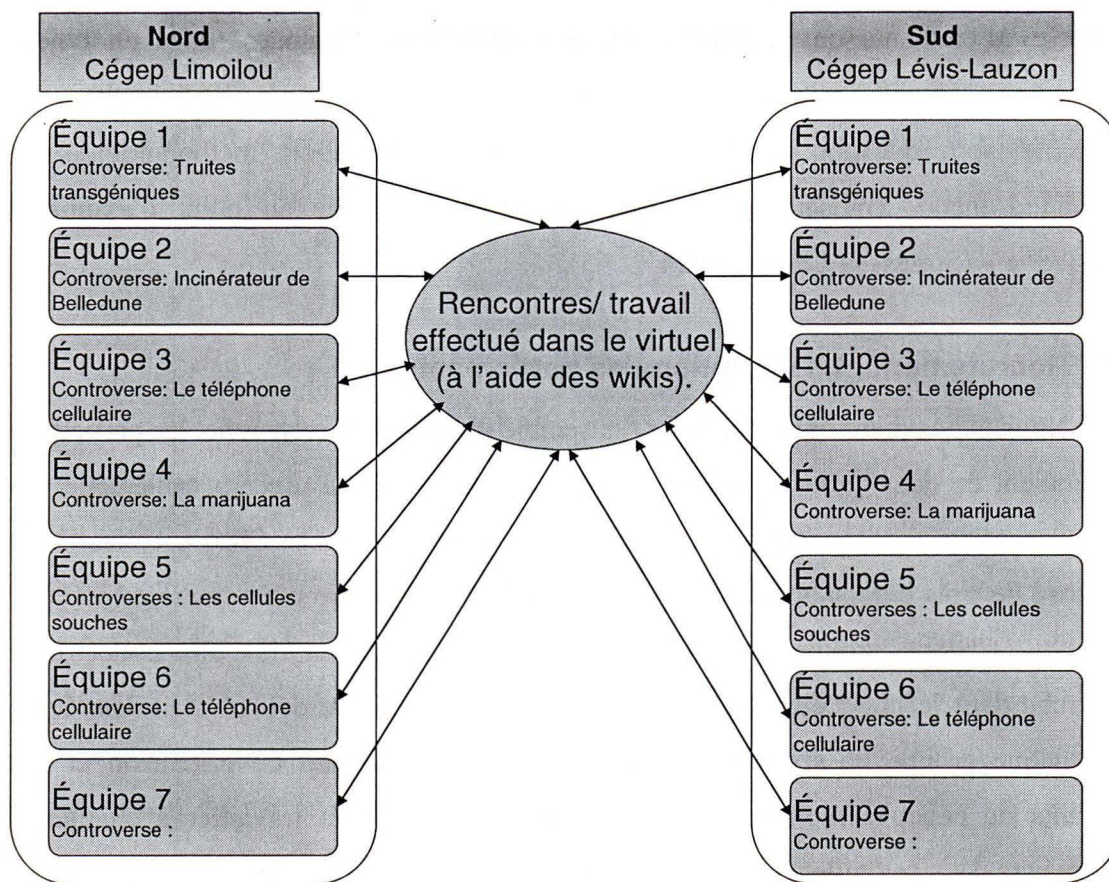 Nord
Cégep Limoilou
Équipe 1
Controverse: Truites
transgéniques
Équipe 2
Controverse: Incinérateur de
Belledune
Équipe 3
Controverse: Le téléphone
cellulaire
Équipe 4
Controverse: La marijuana
Équipe 5
Controverses : Les cellules
souches
Équipe 6
Controverse: Le téléphone
cellulaire
Équipe 7
Controverse :
Rencontres/ travail
effectué dans le virtuel
(à l'aide des wikis).
Sud
Cégep Lévis-Lauzon
Équipe 1
Controverse: Truites
transgéniques
Équipe 2
Controverse: Incinérateur de
Belledune
Équipe 3
Controverse: Le téléphone
cellulaire
Équipe 4
Controverse: La marijuana
Équipe 5
Controverses : Les cellules
souches
Équipe 6
Controverse: Le téléphone
cellulaire
Équipe 7
Controverse :